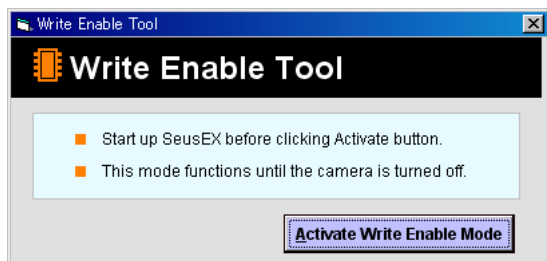 Write Enable Tool
Write Enable Tool
Start up SeusEX before clicking Activate button.
This mode functions until the camera is turned off.
Activate Write Enable Mode